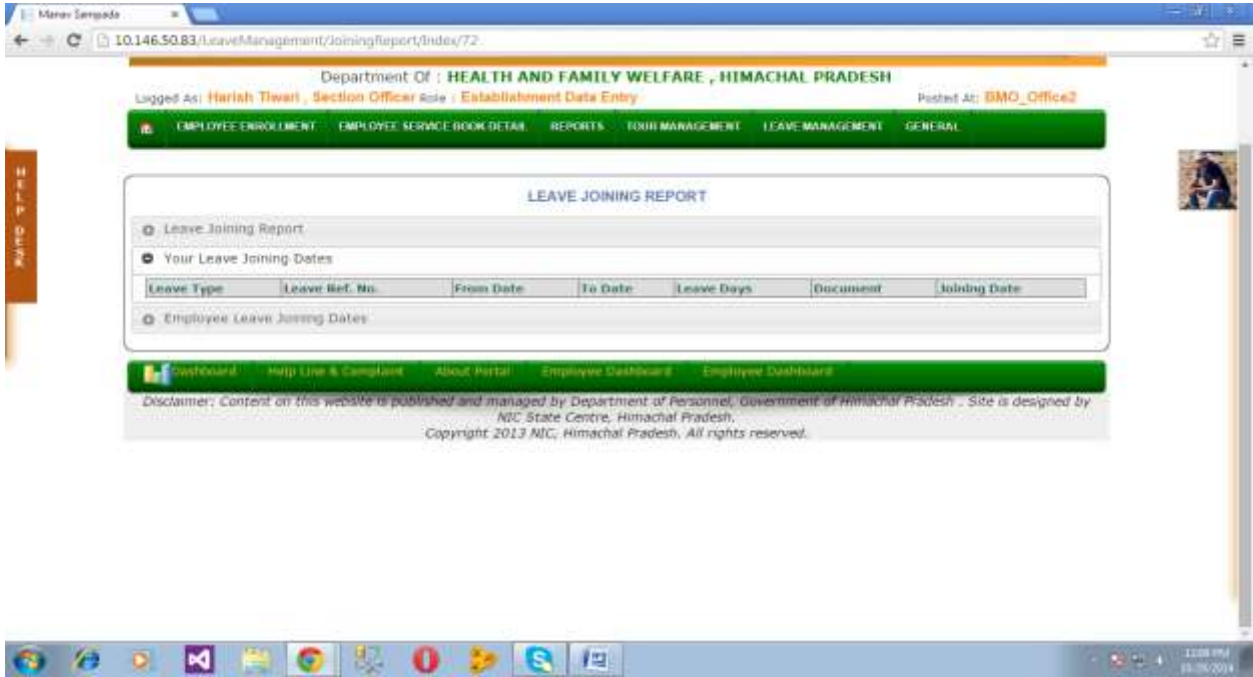 Manav Sampada
10.146.50.83/LeaveManagement/JoiningReport/Index/72
Department Of : HEALTH AND FAMILY WELFARE , HIMACHAL PRADESH
Logged As: Harish Tiwari , Section Officer Role : Establishment Data Entry Posted At: BMO_Office2
EMPLOYEE ENROLLMENT EMPLOYEE SERVICE BOOK DETAIL REPORTS TOUR MANAGEMENT LEAVE MANAGEMENT GENERAL
HELP DESK
LEAVE JOINING REPORT
Leave Joining Report
Your Leave Joining Dates
Leave Type Leave Ref. No. From Date To Date Leave Days Document Joining Date
Employee Leave Joining Dates
Dashboard Help Line & Complaint About Portal Employee Dashboard Employee Dashboard
Disclaimer: Content on this website is published and managed by Department of Personnel, Government of Himachal Pradesh . Site is designed by
NIC State Centre, Himachal Pradesh.
Copyright 2013 NIC, Himachal Pradesh. All rights reserved.